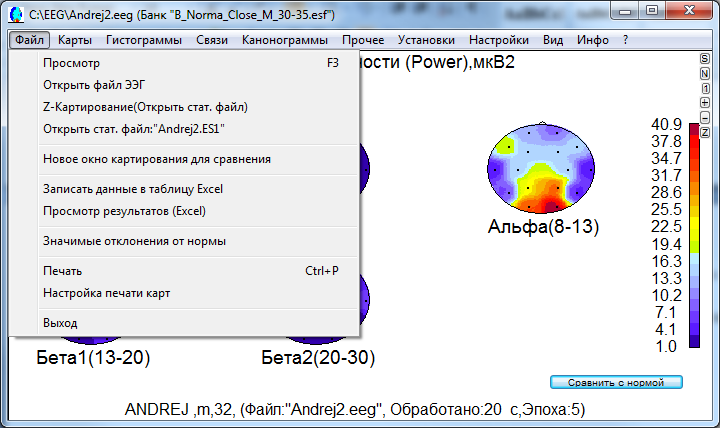 C:\EEG\Andrej2.eeg (Банк "B_Norma_Close_M_30-35.esf")
Файл Карты Гистограммы Связи Канонограммы Прочее Установки Настройки Вид Инфо ?
Просмотр F3
Открыть файл ЭЭГ
Z-Картирование(Открыть стат. файл)
Открыть стат. файл:"Andrej2.ES1"
Новое окно картирования для сравнения
Записать данные в таблицу Excel
Просмотр результатов (Excel)
Значимые отклонения от нормы
Печать Ctrl+P
Настройка печати карт
Выход
ности (Power),мкВ2
S
N
1
+
−
Z
40.9
37.8
34.7
31.7
28.6
25.5
22.5
19.4
16.3
13.3
10.2
7.1
4.1
1.0
Альфа(8-13)
Бета1(13-20)
Бета2(20-30)
Сравнить с нормой
ANDREJ ,m,32, (Файл:"Andrej2.eeg", Обработано:20 с,Эпоха:5)